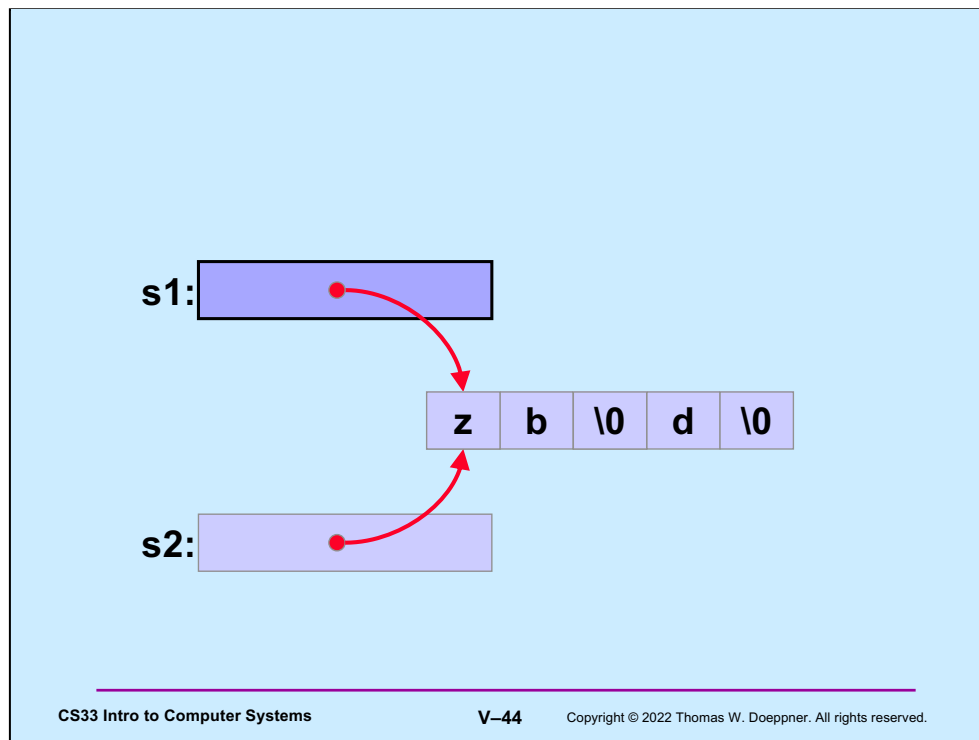 s1:
z b \0 d \0
s2:
CS33 Intro to Computer Systems V–44 Copyright © 2022 Thomas W. Doeppner. All rights reserved.